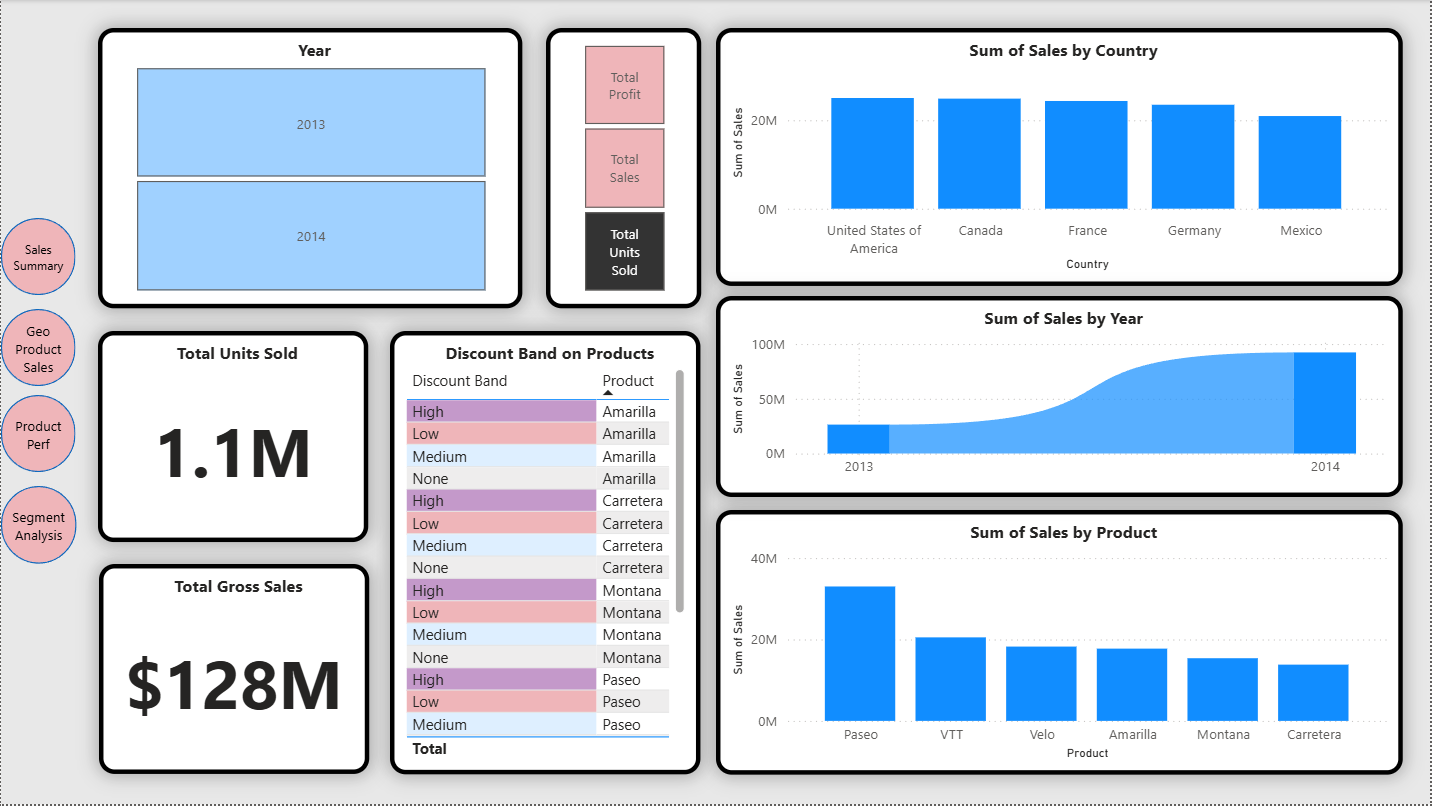 Sales
Summary
Geo
Product
Sales
Product
Perf
Segment
Analysis
Year
2013
2014
Total
Profit
Total
Sales
Total
Units
Sold
Total Units Sold
1.1M
Total Gross Sales
$128M
Discount Band on Products
Discount Band Product
High Amarilla
Low Amarilla
Medium Amarilla
None Amarilla
High Carretera
Low Carretera
Medium Carretera
None Carretera
High Montana
Low Montana
Medium Montana
None Montana
High Paseo
Low Paseo
Medium Paseo
Total
Sum of Sales by Country
Sum of Sales
20M
0M
United States of
America
Canada
France
Germany
Mexico
Country
Sum of Sales by Year
Sum of Sales
100M
50M
0M
2013
2014
Sum of Sales by Product
Sum of Sales
40M
20M
0M
Paseo
VTT
Velo
Amarilla
Montana
Carretera
Product